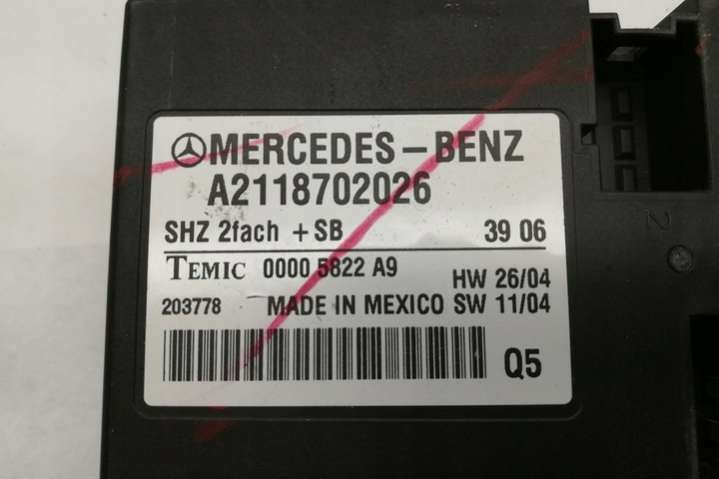 MERCEDES-BENZ
A2118702026
SHZ 2fach +SB 39 06
TEMIC 0000 5822 A9 HW 26/04
203778 MADE IN MEXICO SW 11/04
Q5
2